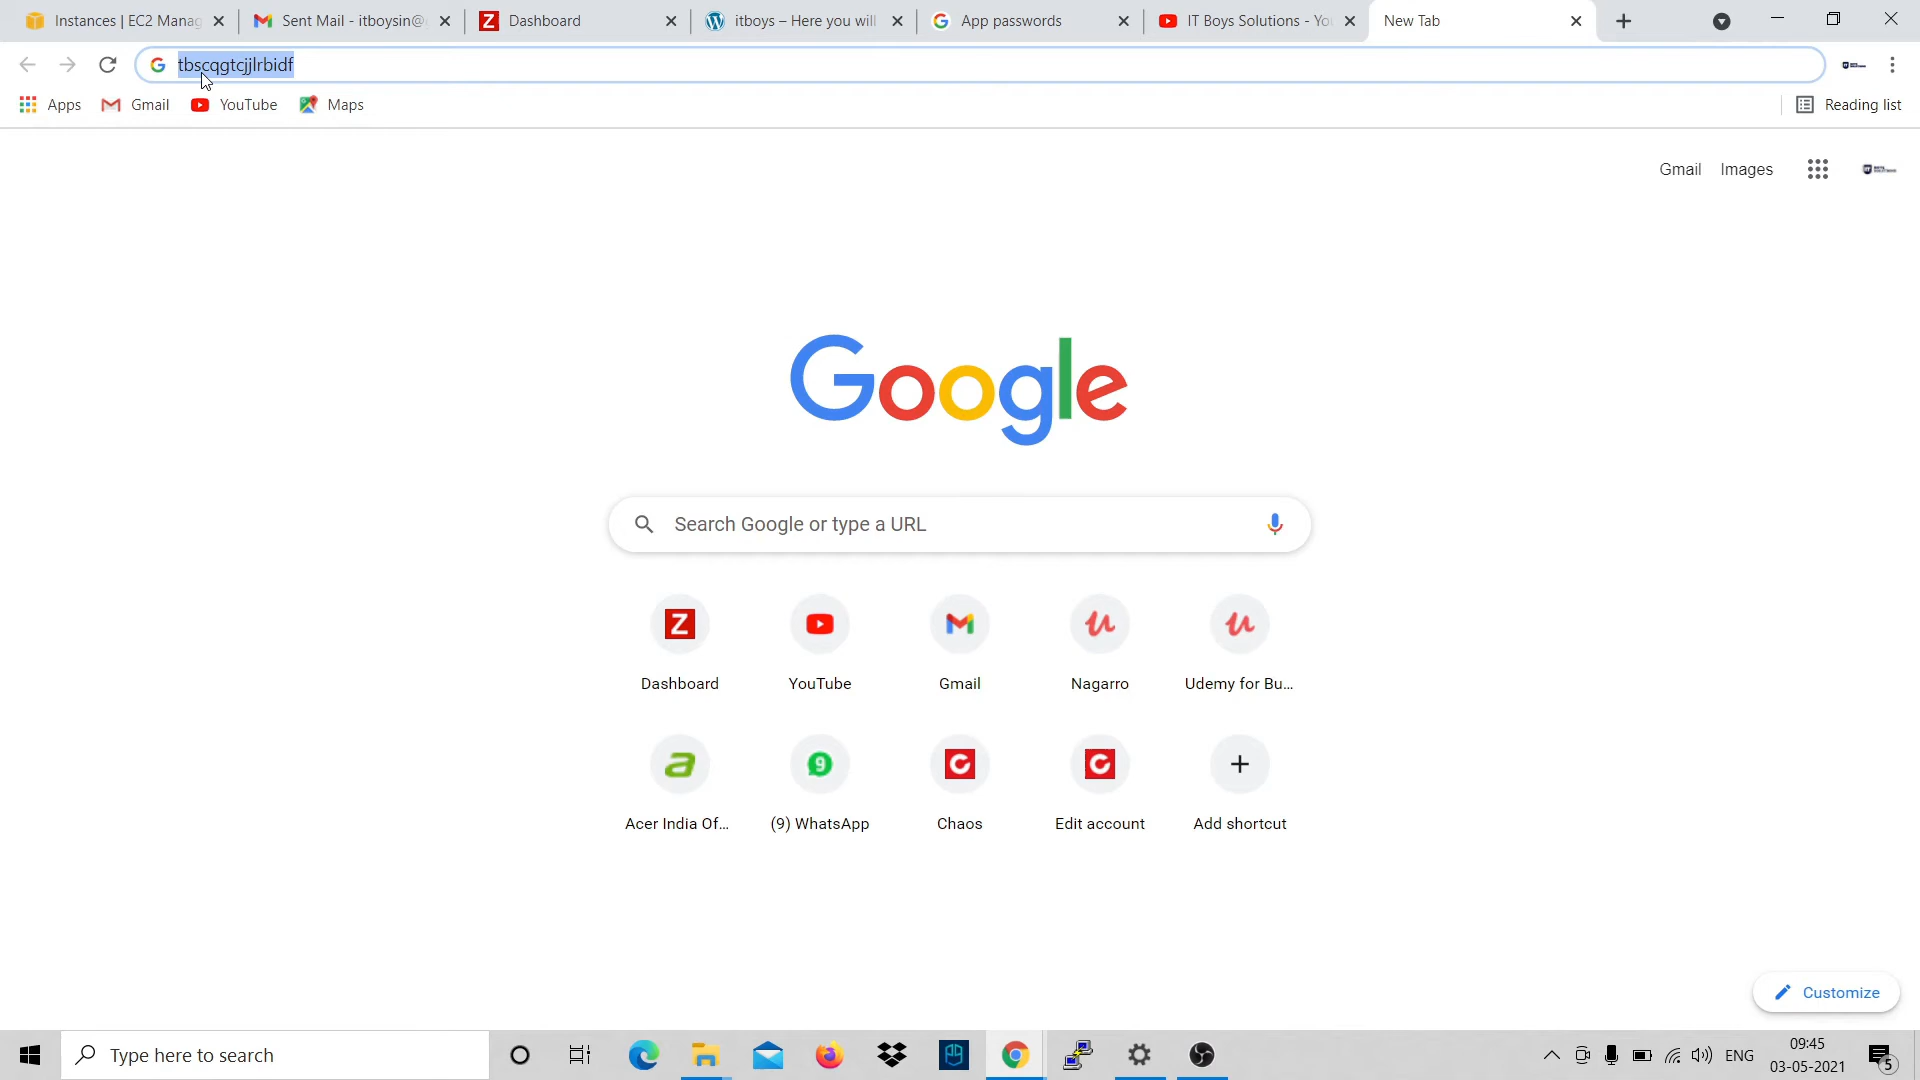 Instances | EC2 Manag
Sent Mail - itboysin@
Dashboard
itboys – Here you will
App passwords
IT Boys Solutions - You
New Tab
tbscqgtcjjlrbidf
Apps
Gmail
YouTube
Maps
Reading list
Gmail
Images
Google
Search Google or type a URL
Dashboard
YouTube
Gmail
Nagarro
Udemy for Bu...
Acer India Of...
(9) WhatsApp
Chaos
Edit account
Add shortcut
Customize
Type here to search
ENG
09:45
03-05-2021
5